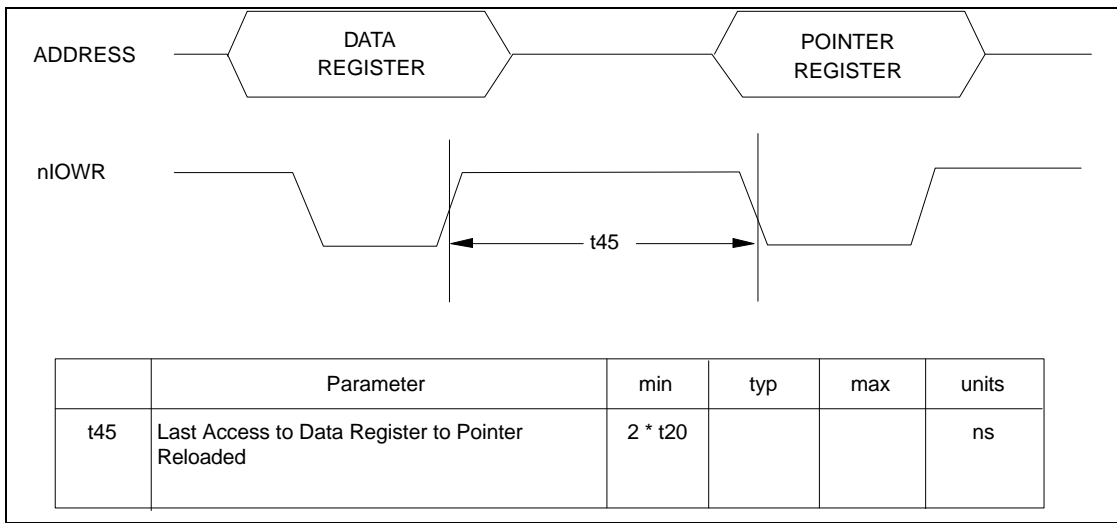 ADDRESS
DATA
REGISTER
POINTER
REGISTER
nIOWR
t45
Parameter min typ max units
t45 Last Access to Data Register to Pointer 2 * t20 ns
Reloaded